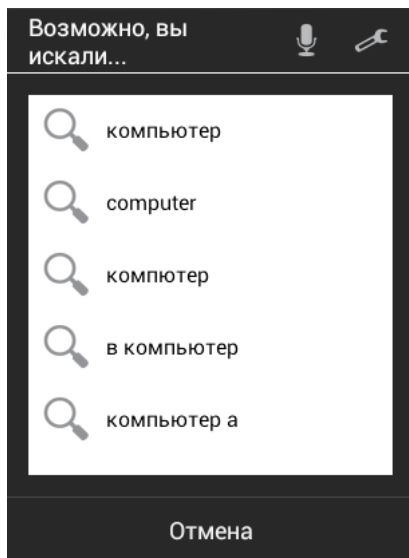 Возможно, вы
искали...
компьютер
computer
компютер
в компьютер
компьютер а
Отмена